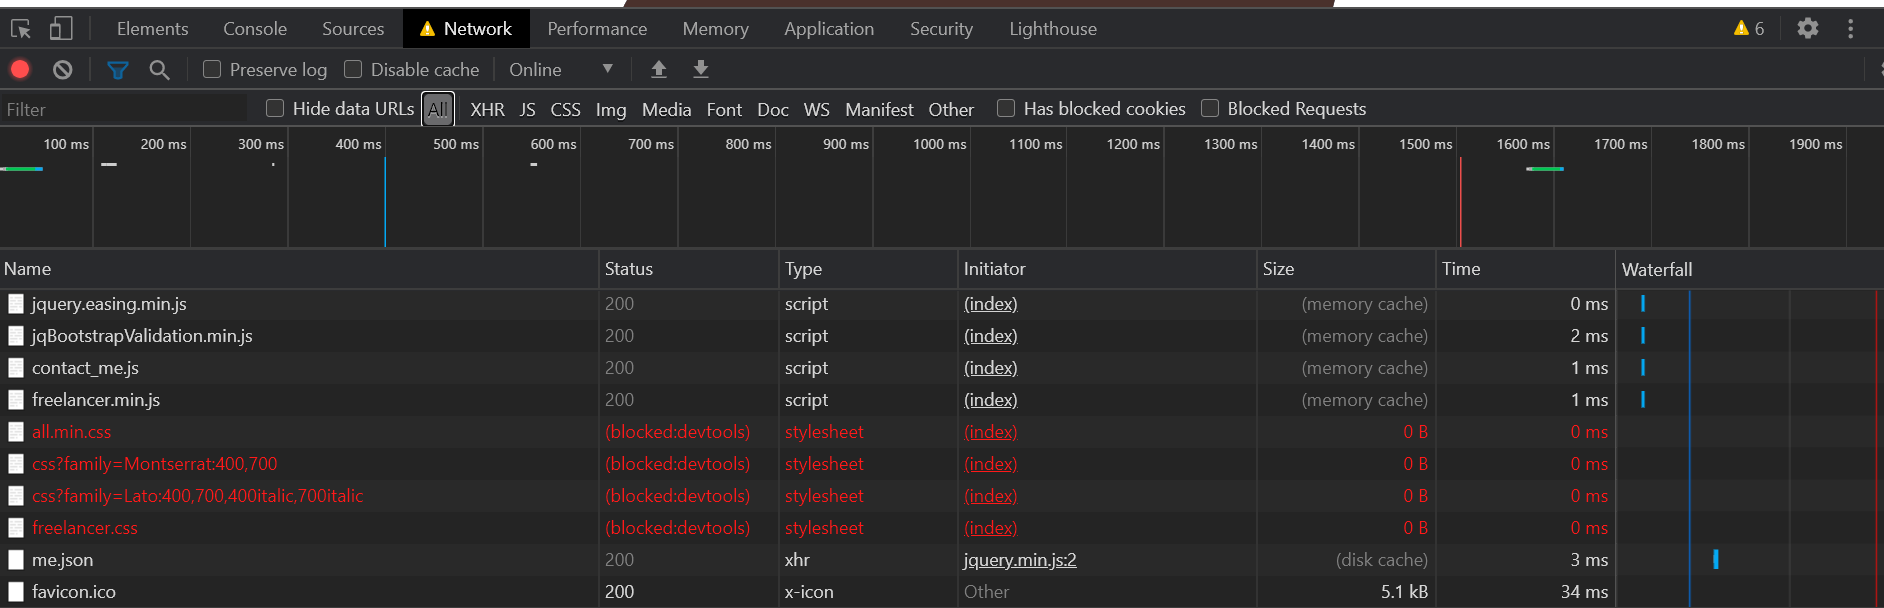 Elements Console Sources Network Performance Memory Application Security Lighthouse 6
Preserve log Disable cache Online
Filter Hide data URLs All XHR JS CSS Img Media Font Doc WS Manifest Other Has blocked cookies Blocked Requests
100 ms 200 ms 300 ms 400 ms 500 ms 600 ms 700 ms 800 ms 900 ms 1000 ms 1100 ms 1200 ms 1300 ms 1400 ms 1500 ms 1600 ms 1700 ms 1800 ms 1900 ms
Name Status Type Initiator Size Time Waterfall
jquery.easing.min.js 200 script (index) (memory cache) 0 ms
jqBootstrapValidation.min.js 200 script (index) (memory cache) 2 ms
contact_me.js 200 script (index) (memory cache) 1 ms
freelancer.min.js 200 script (index) (memory cache) 1 ms
all.min.css (blocked:devtools) stylesheet (index) 0 B 0 ms
css?family=Montserrat:400,700 (blocked:devtools) stylesheet (index) 0 B 0 ms
css?family=Lato:400,700,400italic,700italic (blocked:devtools) stylesheet (index) 0 B 0 ms
freelancer.css (blocked:devtools) stylesheet (index) 0 B 0 ms
me.json 200 xhr jquery.min.js:2 (disk cache) 3 ms
favicon.ico 200 x-icon Other 5.1 kB 34 ms